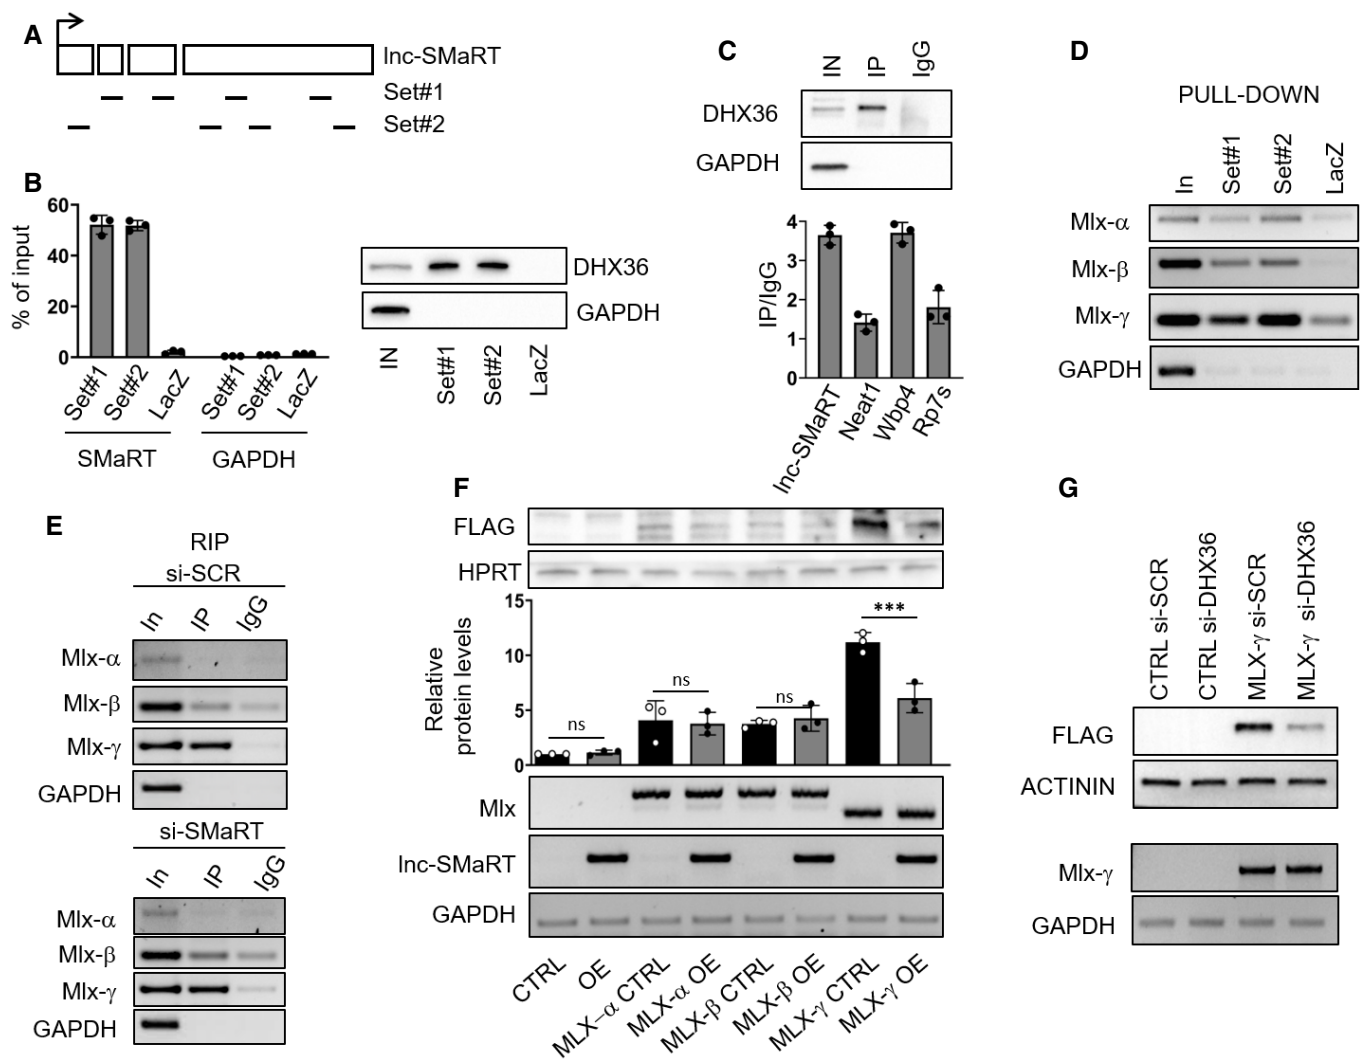 A
lnc-SMaRT
Set#1
Set#2
B
% of input
60
40
20
0
Set#1
Set#2
LacZ
Set#1
Set#2
LacZ
SMaRT
GAPDH
DHX36
GAPDH
IN
Set#1
Set#2
LacZ
C
IN
IP
IgG
DHX36
GAPDH
IP/IgG
4
3
2
1
0
lnc-SMaRT
Neat1
Wbp4
Rp7s
D
PULL-DOWN
In
Set#1
Set#2
LacZ
Mlx-α
Mlx-β
Mlx-γ
GAPDH
E
RIP
si-SCR
In
IP
IgG
Mlx-α
Mlx-β
Mlx-γ
GAPDH
si-SMaRT
In
IP
IgG
Mlx-α
Mlx-β
Mlx-γ
GAPDH
F
FLAG
HPRT
Relative
protein levels
15
10
5
0
ns
ns
ns
***
Mlx
lnc-SMaRT
GAPDH
CTRL
OE
MLX−α CTRL
MLX-α OE
MLX-β CTRL
MLX-β OE
MLX-γ CTRL
MLX-γ OE
G
CTRL si-SCR
CTRL si-DHX36
MLX-γ si-SCR
MLX-γ si-DHX36
FLAG
ACTININ
Mlx-γ
GAPDH